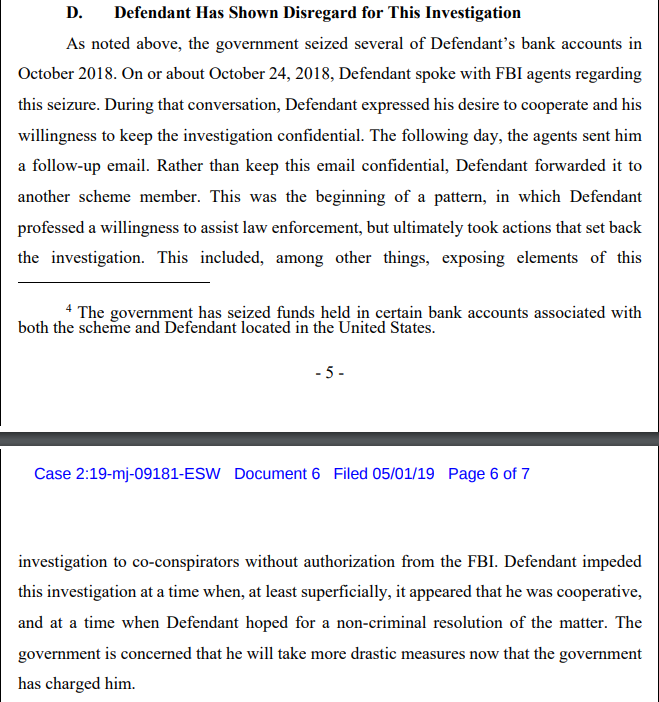 D. Defendant Has Shown Disregard for This Investigation
As noted above, the government seized several of Defendant's bank accounts in
October 2018. On or about October 24, 2018, Defendant spoke with FBI agents regarding
this seizure. During that conversation, Defendant expressed his desire to cooperate and his
willingness to keep the investigation confidential. The following day, the agents sent him
a follow-up email. Rather than keep this email confidential, Defendant forwarded it to
another scheme member. This was the beginning of a pattern, in which Defendant
professed a willingness to assist law enforcement, but ultimately took actions that set back
the investigation. This included, among other things, exposing elements of this
4 The government has seized funds held in certain bank accounts associated with
both the scheme and Defendant located in the United States.
- 5 -
Case 2:19-mj-09181-ESW Document 6 Filed 05/01/19 Page 6 of 7
investigation to co-conspirators without authorization from the FBI. Defendant impeded
this investigation at a time when, at least superficially, it appeared that he was cooperative,
and at a time when Defendant hoped for a non-criminal resolution of the matter. The
government is concerned that he will take more drastic measures now that the government
has charged him.